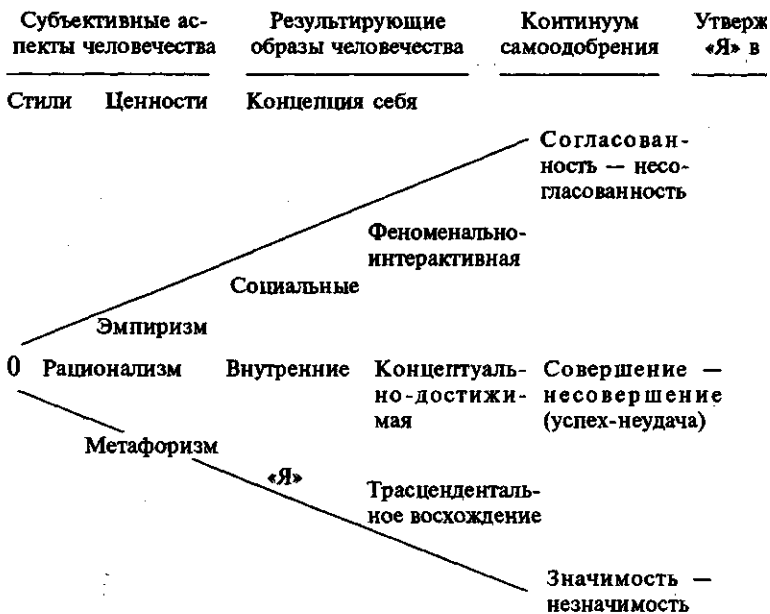 Субъективные ас- Результирующие Континуум Утверж
пекты человечества образы человечества самоодобрения «Я» в
Стили Ценности Концепция себя
Согласован-
ность — несо-
гласованность
Феноменально-
интерактивная
Социальные
Эмпиризм
0 Рационализм Внутренние Концептуаль- Совершение —
но-достижи- несовершение
мая (успех-неудача)
Метафоризм
«Я»
Трасценденталь-
ное восхождение
Значимость —
незначимость